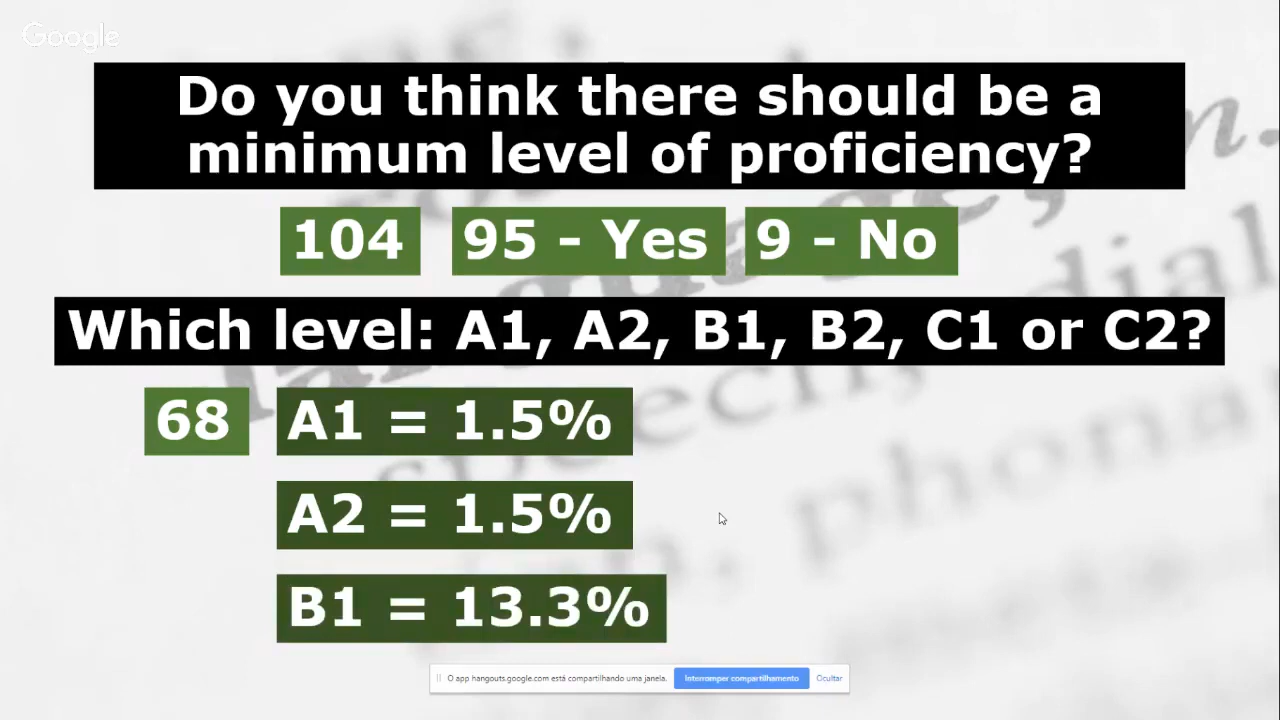 Google
Do you think there should be a
minimum level of proficiency?
104 95 - Yes 9 - No
Which level: A1, A2, B1, B2, C1 or C2?
68 A1 = 1.5%
A2 = 1.5%
B1 = 13.3%
O app hangouts.google.com está compartilhando uma janela. Interromper compartilhamento Ocultar